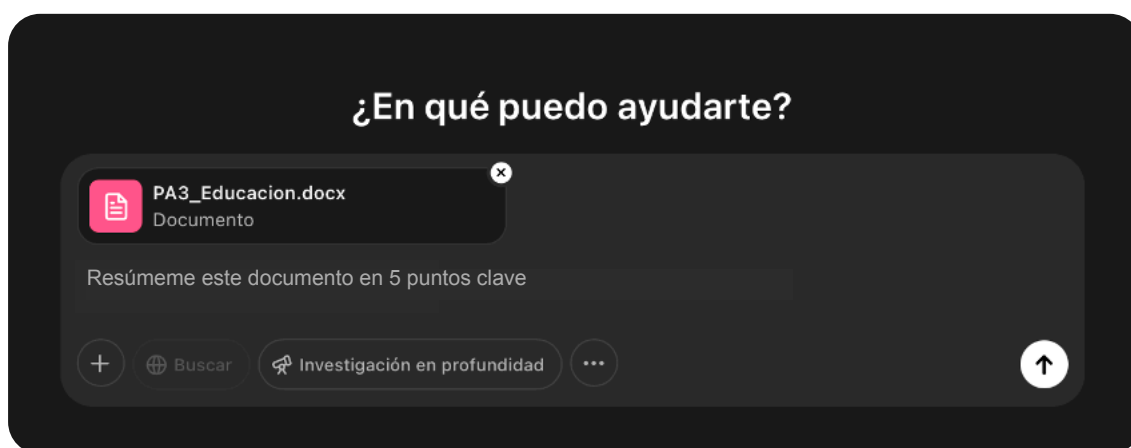 ¿En qué puedo ayudarte?
PA3_Educacion.docx
Documento
Resúmeme este documento en 5 puntos clave
Buscar
Investigación en profundidad